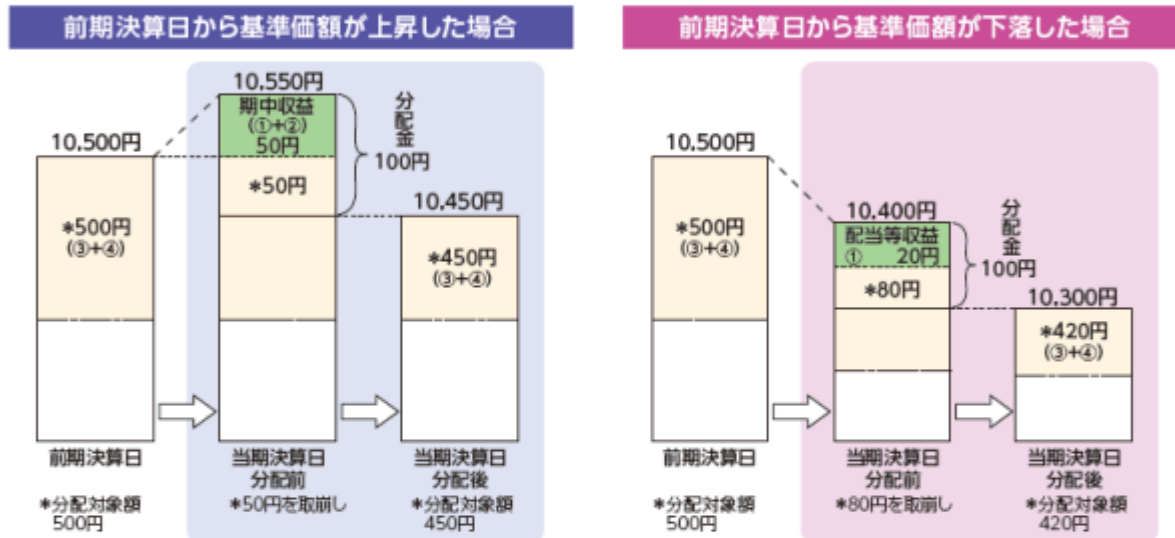 前期決算日から基準価額が上昇した場合
10,550円
期中収益
(①+②)
50円
分配金
100円
10,500円
*50円
10,450円
*500円
(③+④)
*450円
(③+④)
前期決算日
当期決算日
分配前
当期決算日
分配後
*分配対象額
500円
*50円を取崩し
*分配対象額
450円
前期決算日から基準価額が下落した場合
10,500円
*500円
(③+④)
10,400円
配当等収益
① 20円
分配金
100円
*80円
10,300円
*420円
(③+④)
前期決算日
当期決算日
分配前
当期決算日
分配後
*分配対象額
500円
*80円を取崩し
*分配対象額
420円